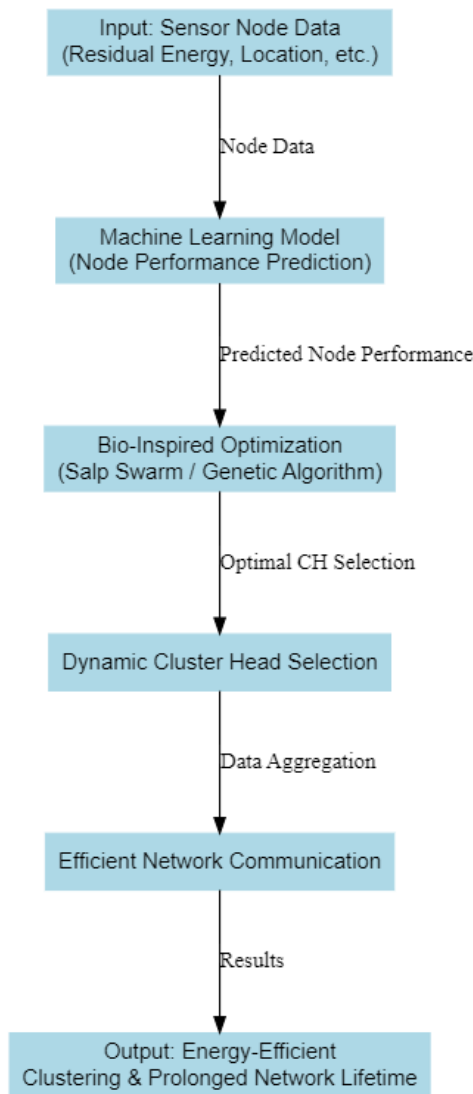 Input: Sensor Node Data
(Residual Energy, Location, etc.)
Node Data
Machine Learning Model
(Node Performance Prediction)
Predicted Node Performance
Bio-Inspired Optimization
(Salp Swarm / Genetic Algorithm)
Optimal CH Selection
Dynamic Cluster Head Selection
Data Aggregation
Efficient Network Communication
Results
Output: Energy-Efficient
Clustering & Prolonged Network Lifetime